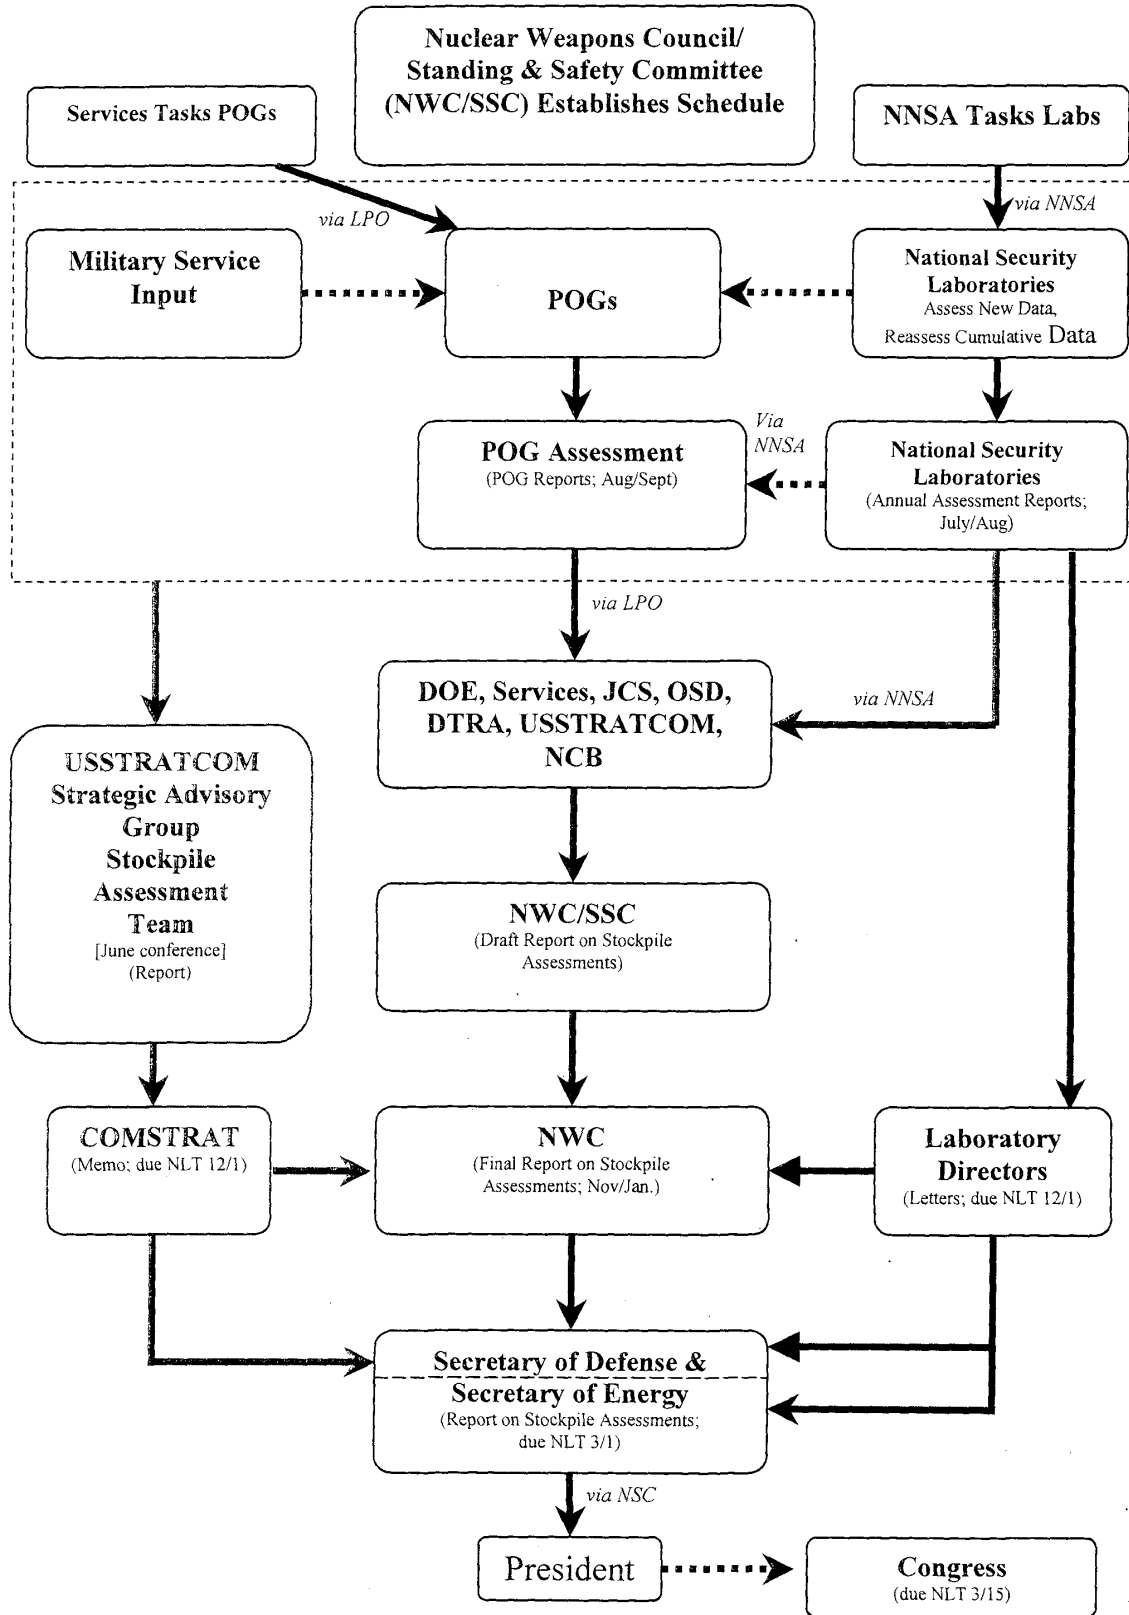 Nuclear Weapons Council/
Standing & Safety Committee
(NWC/SSC) Establishes Schedule
Services Tasks POGs
NNSA Tasks Labs
via LPO
via NNSA
Military Service
Input
POGs
National Security
Laboratories
Assess New Data,
Reassess Cumulative Data
POG Assessment
(POG Reports; Aug/Sept)
Via
NNSA
National Security
Laboratories
(Annual Assessment Reports;
July/Aug)
via LPO
DOE, Services, JCS, OSD,
DTRA, USSTRATCOM,
NCB
via NNSA
USSTRATCOM
Strategic Advisory
Group
Stockpile
Assessment
Team
[June conference]
(Report)
NWC/SSC
(Draft Report on Stockpile
Assessments)
COMSTRAT
(Memo; due NLT 12/1)
NWC
(Final Report on Stockpile
Assessments; Nov/Jan.)
Laboratory
Directors
(Letters; due NLT 12/1)
Secretary of Defense &
Secretary of Energy
(Report on Stockpile Assessments;
due NLT 3/1)
via NSC
President
Congress
(due NLT 3/15)